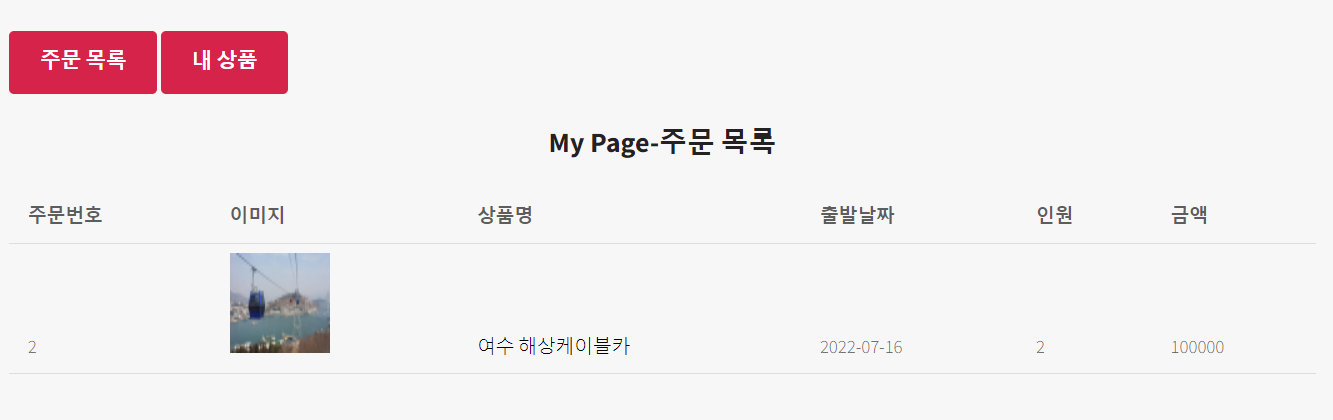 주문 목록 내 상품
My Page-주문 목록
주문번호 이미지 상품명 출발날짜 인원 금액
2 여수 해상케이블카 2022-07-16 2 100000